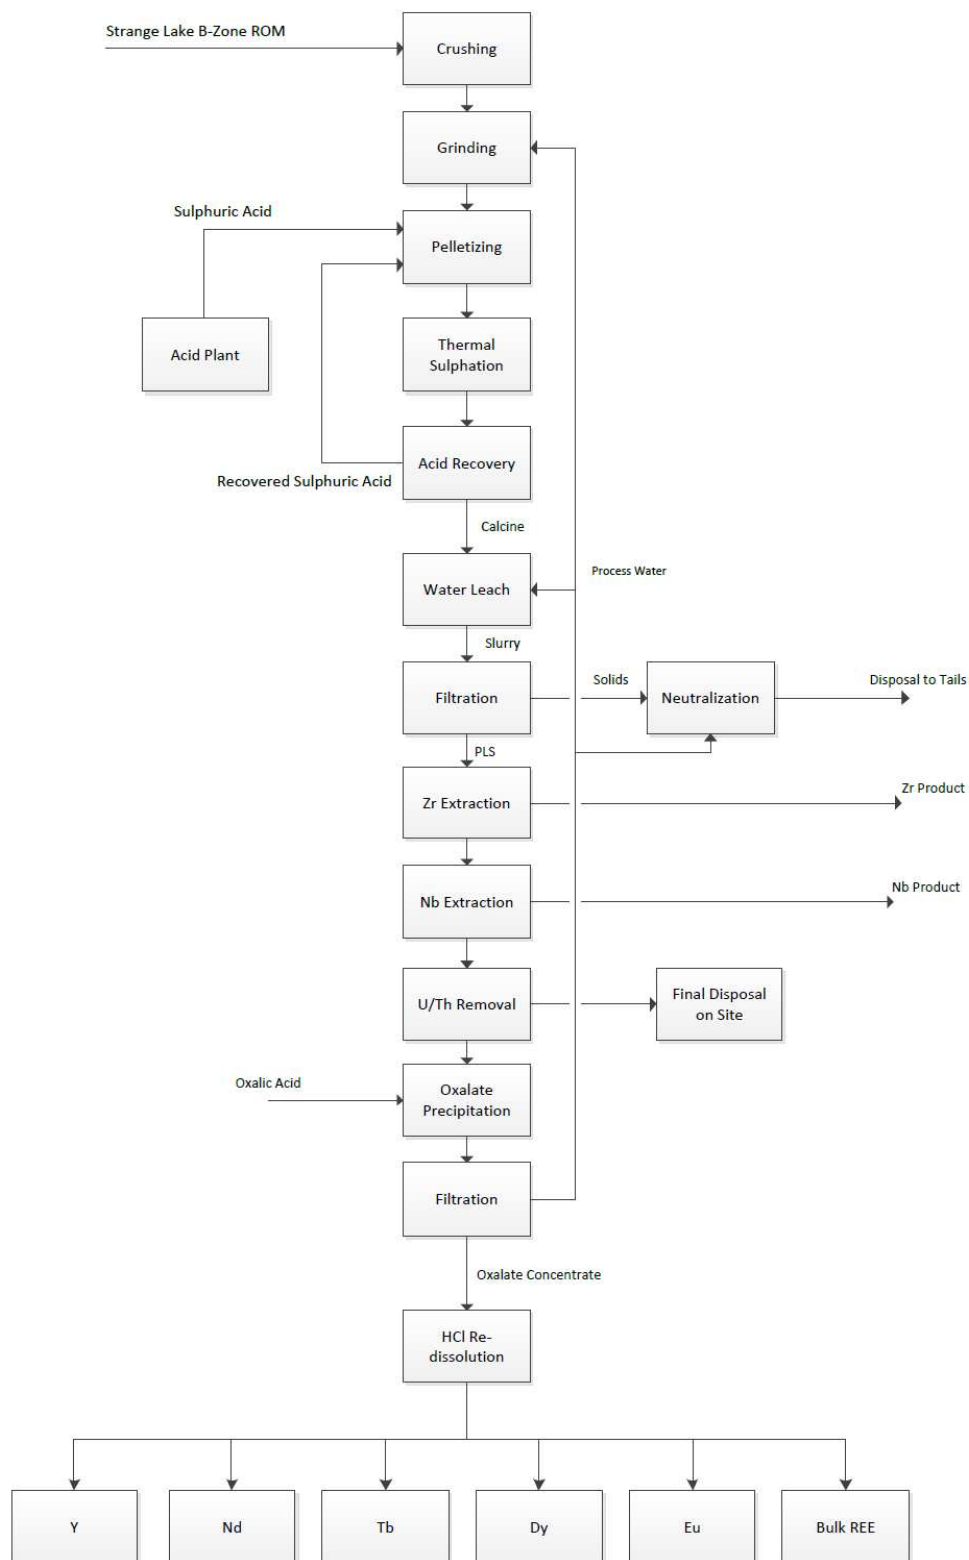 Strange Lake B-Zone ROM
Crushing
Grinding
Sulphuric Acid
Pelletizing
Acid Plant
Thermal
Sulphation
Acid Recovery
Recovered Sulphuric Acid
Calcine
Process Water
Water Leach
Slurry
Filtration
Solids
Neutralization
Disposal to Tails
PLS
Zr Extraction
Zr Product
Nb Extraction
Nb Product
U/Th Removal
Final Disposal
on Site
Oxalic Acid
Oxalate
Precipitation
Filtration
Oxalate Concentrate
HCl Re-
dissolution
Y
Nd
Tb
Dy
Eu
Bulk REE